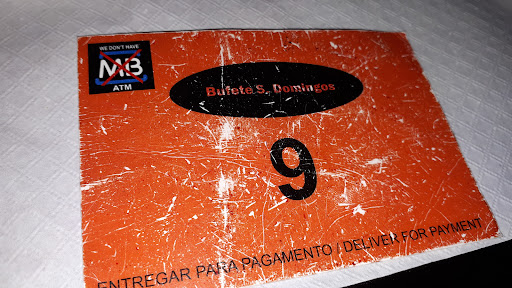 WE DON'T HAVE
MB
ATM
Bufete S. Domingos
9
ENTREGAR PARA PAGAMENTO / DELIVER FOR PAYMENT